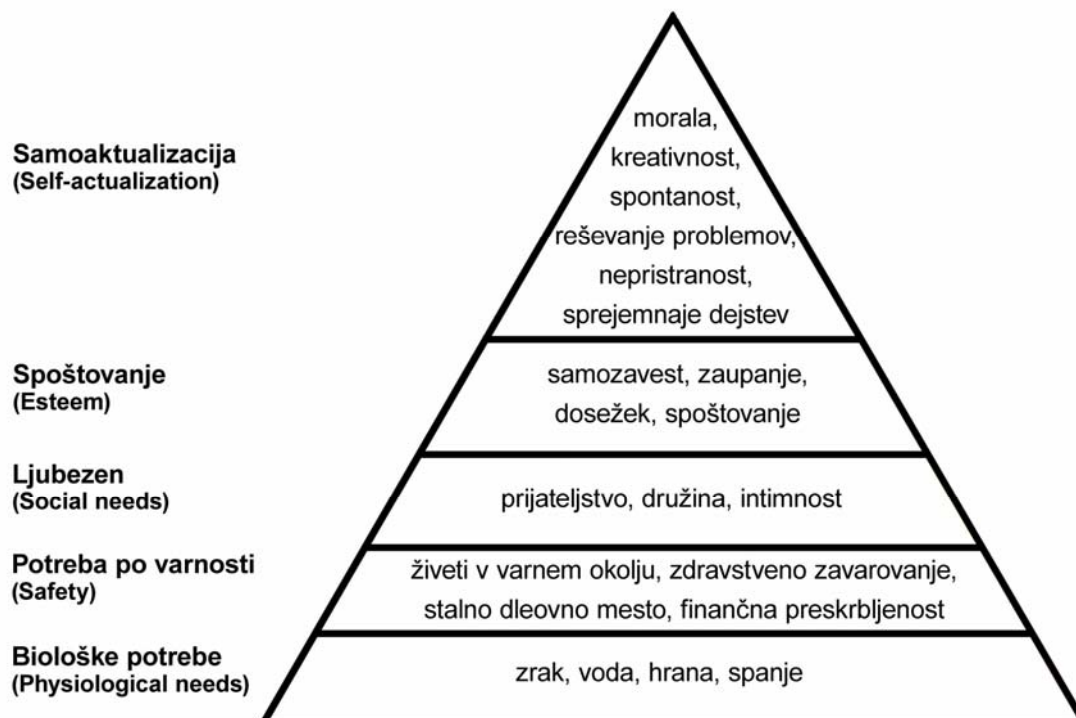 morala,
kreativnost,
spontanost,
reševanje problemov,
nepristranost,
sprejemnaje dejstev
Samoaktualizacija
(Self-actualization)
samozavest, zaupanje,
dosežek, spoštovanje
Spoštovanje
(Esteem)
prijateljstvo, družina, intimnost
Ljubezen
(Social needs)
živeti v varnem okolju, zdravstveno zavarovanje,
stalno dleovno mesto, finančna preskrbljenost
Potreba po varnosti
(Safety)
zrak, voda, hrana, spanje
Biološke potrebe
(Physiological needs)